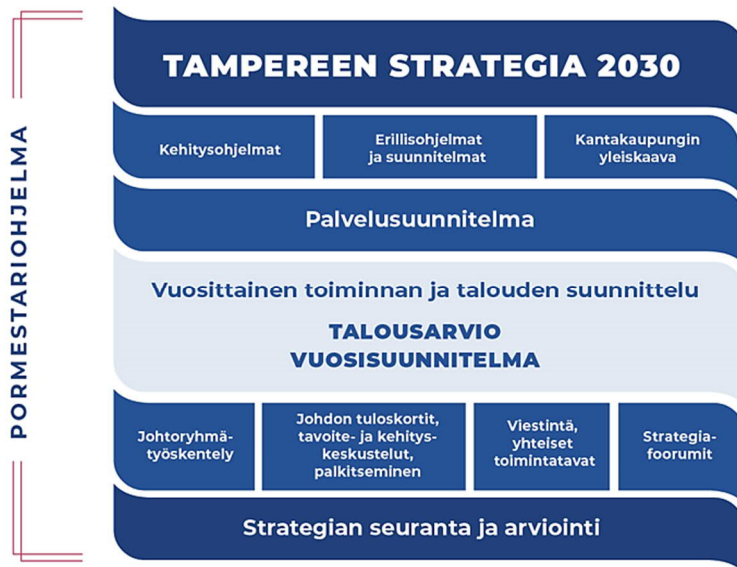 PORMESTARIOHJELMA
TAMPEREEN STRATEGIA 2030
Kehitysohjelmat
Erillisohjelmat
ja suunnitelmat
Kantakaupungin
yleiskaava
Palvelusuunnitelma
Vuosittainen toiminnan ja talouden suunnittelu
TALOUSARVIO
VUOSISUUNNITELMA
Johtoryhmä-
työskentely
Johdon tuloskortit,
tavoite- ja kehitys-
keskustelut,
palkitseminen
Viestintä,
yhteiset
toimintatavat
Strategia-
foorumit
Strategian seuranta ja arviointi